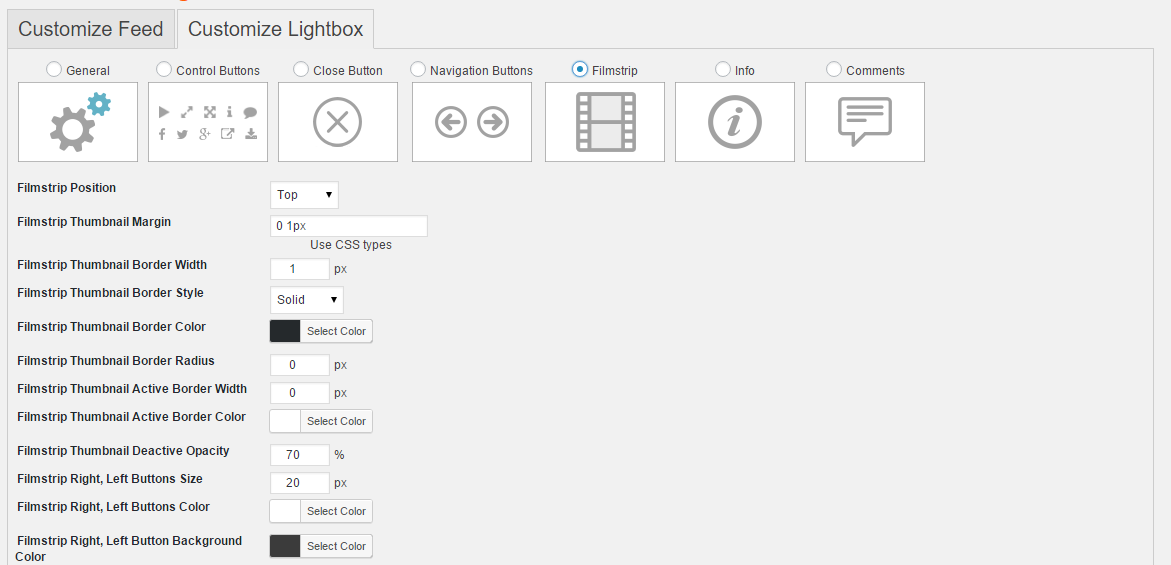 Customize Feed Customize Lightbox
General Control Buttons Close Button Navigation Buttons Filmstrip Info Comments
Filmstrip Position Top
Filmstrip Thumbnail Margin 0 1px
Use CSS types
Filmstrip Thumbnail Border Width 1 px
Filmstrip Thumbnail Border Style Solid
Filmstrip Thumbnail Border Color Select Color
Filmstrip Thumbnail Border Radius 0 px
Filmstrip Thumbnail Active Border Width 0 px
Filmstrip Thumbnail Active Border Color Select Color
Filmstrip Thumbnail Deactive Opacity 70 %
Filmstrip Right, Left Buttons Size 20 px
Filmstrip Right, Left Buttons Color Select Color
Filmstrip Right, Left Button Background Select Color
Color